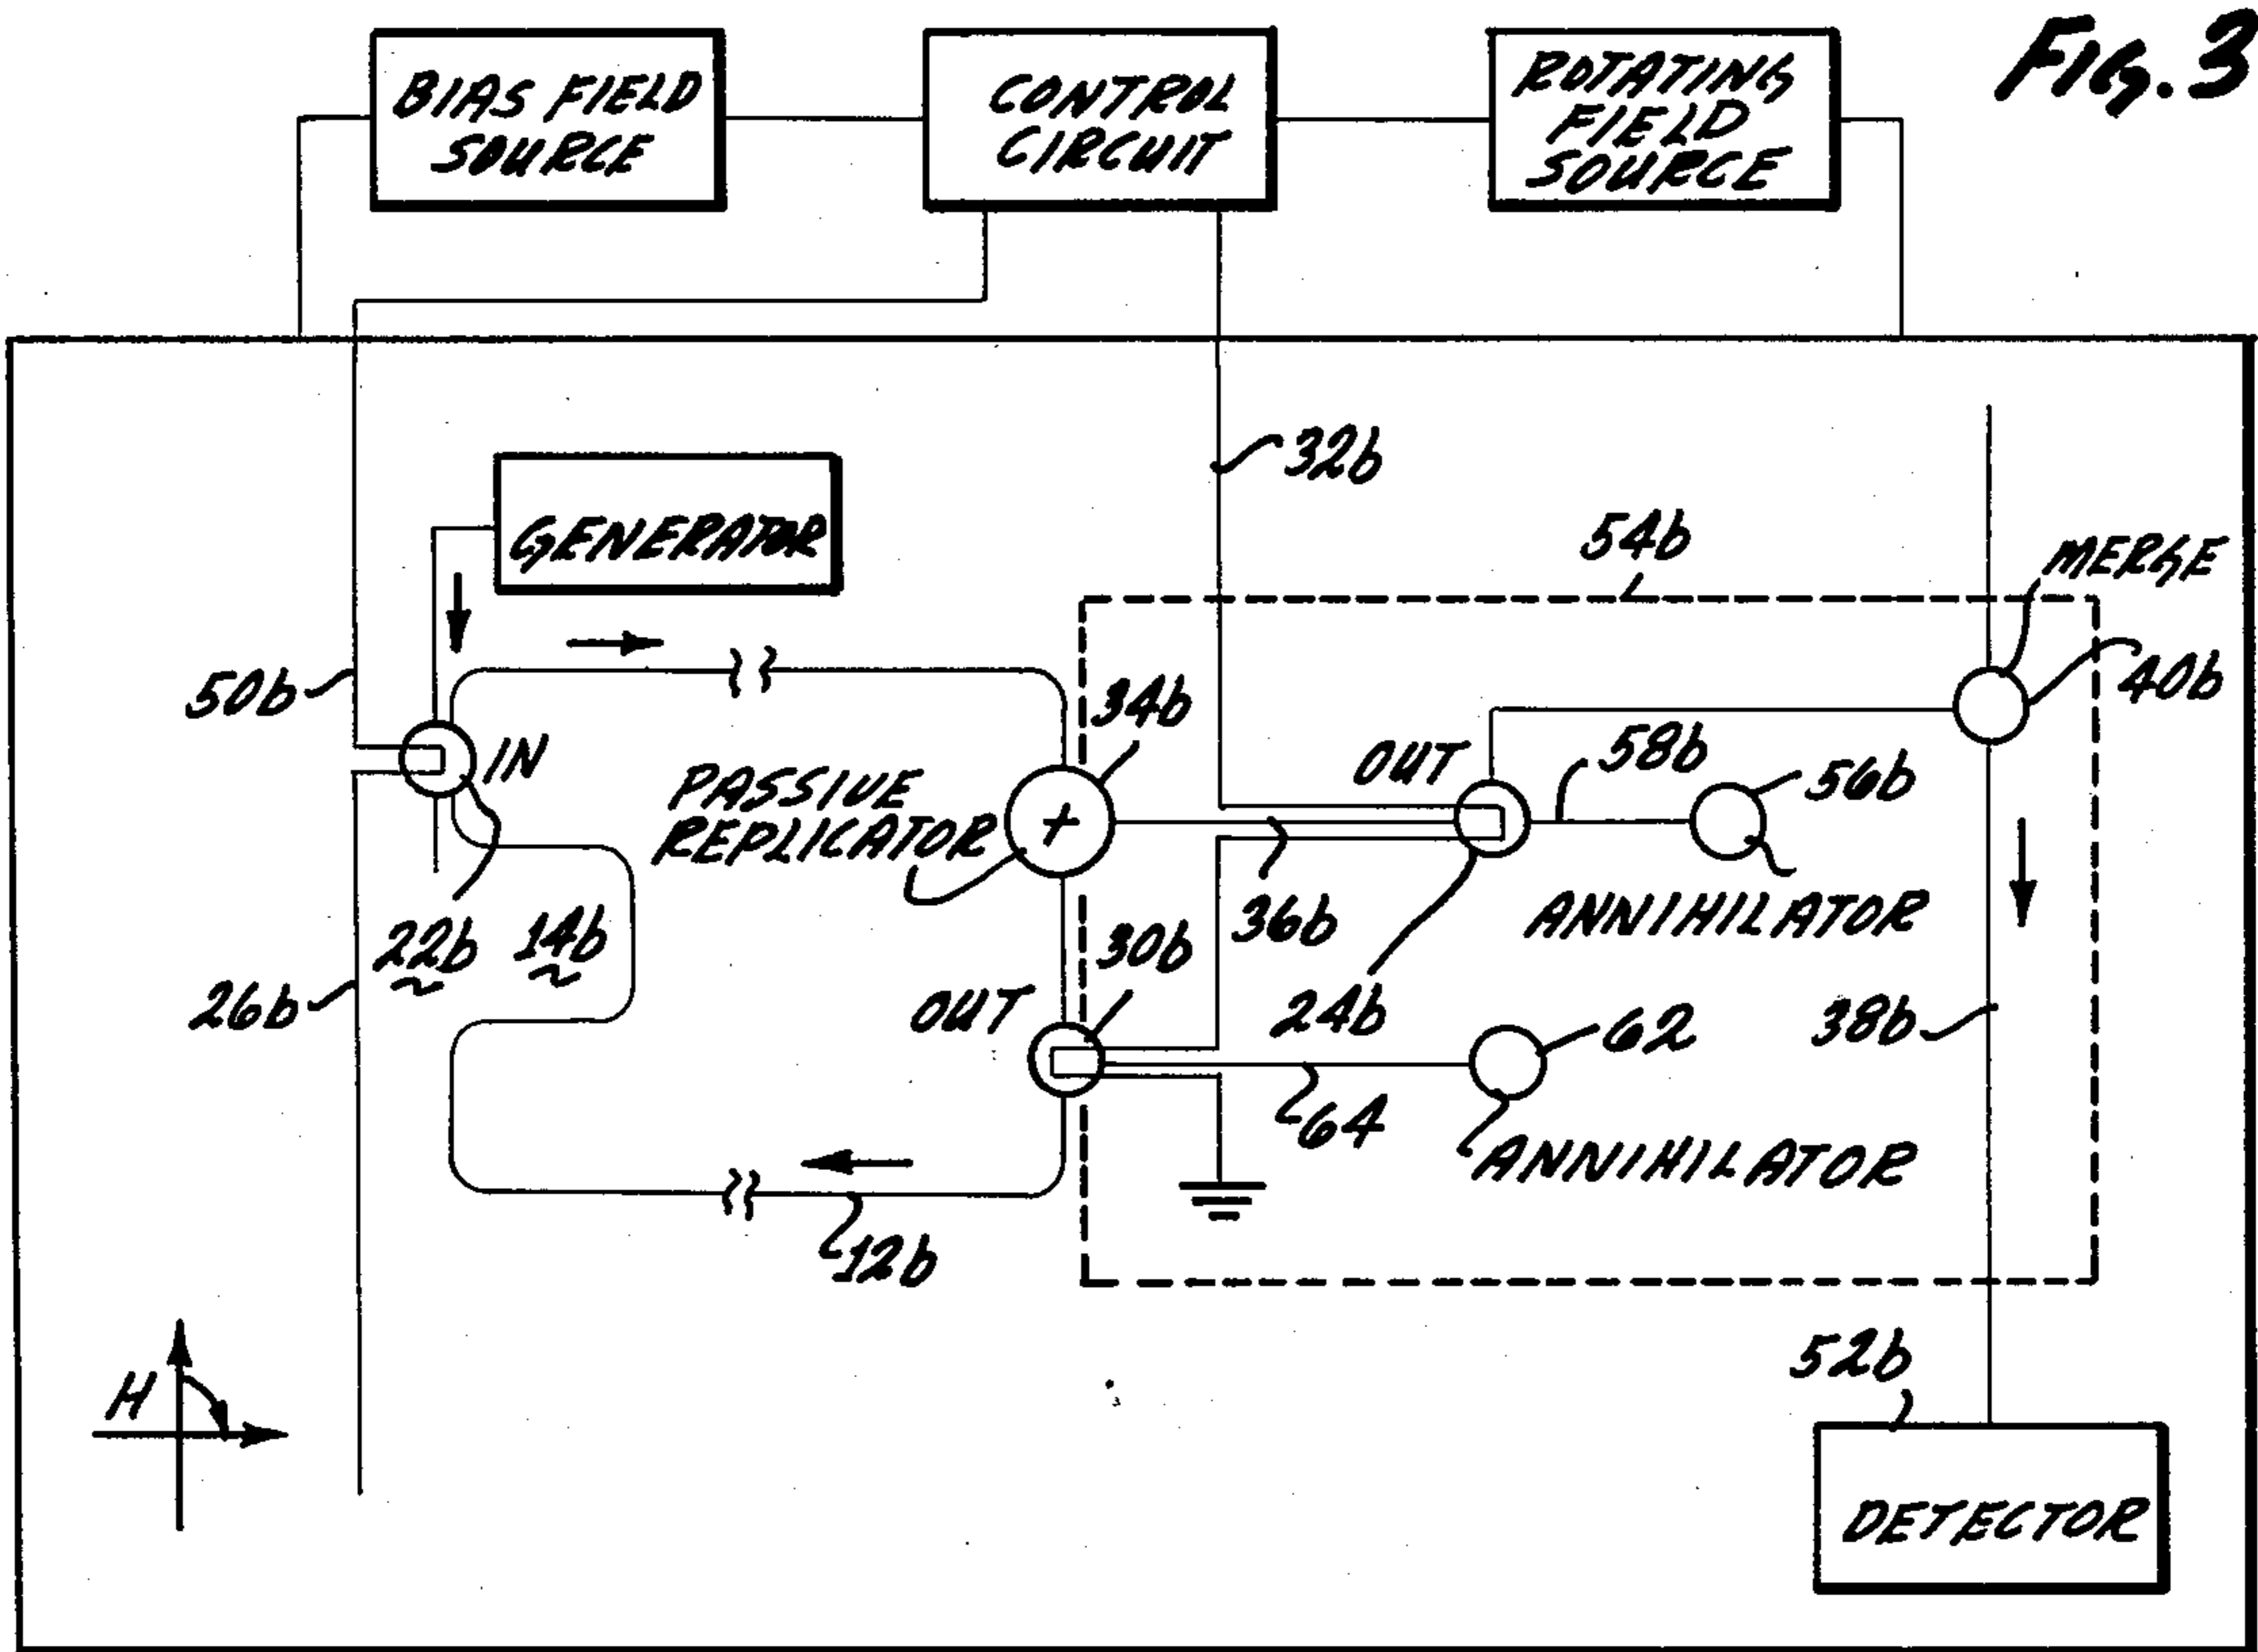 FIG. 3
BIAS FIELD
SOURCE
CONTROL
CIRCUIT
ROTATING
FIELD
SOURCE
32b
GENERATOR
54b
MERGE
50b
34b
40b
IN
PASSIVE
REPLICATOR
+
OUT
58b
56b
ANNIHILATOR
22b
14b
36b
30b
26b
OUT
24b
62
38b
64
ANNIHILATOR
12b
H
52b
DETECTOR